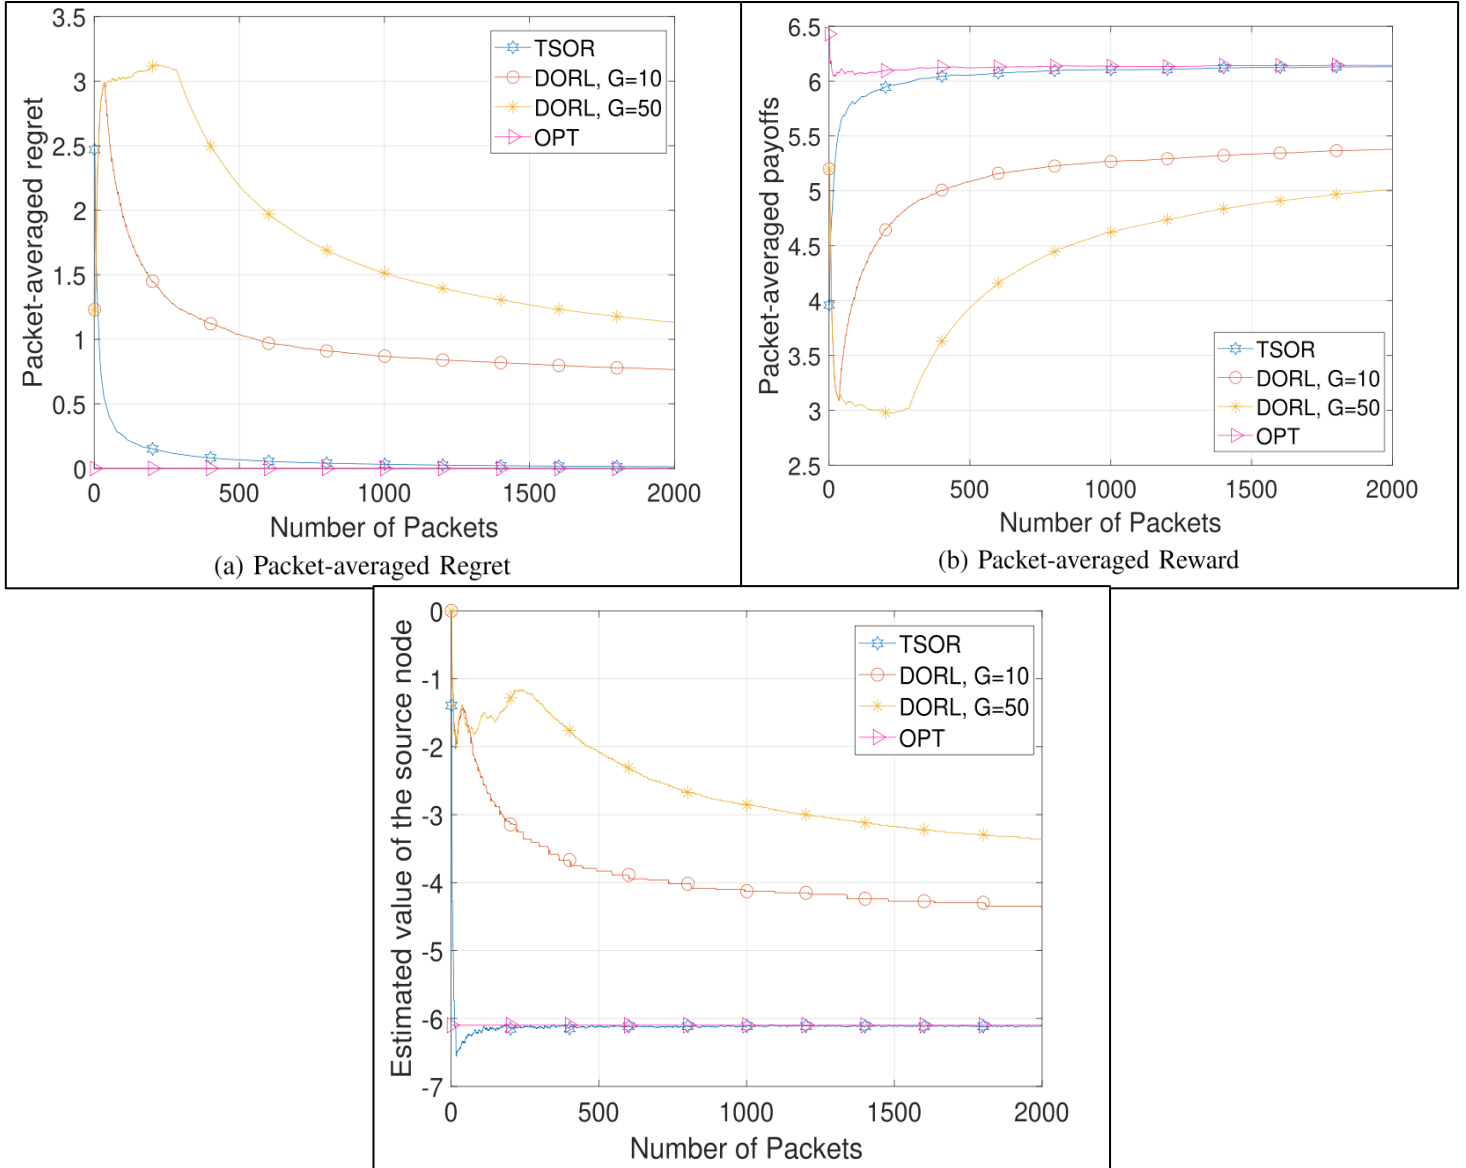 Packet-averaged regret
3.5
3
2.5
2
1.5
1
0.5
0
TSOR
DORL, G=10
DORL, G=50
OPT
0 500 1000 1500 2000
Number of Packets
(a) Packet-averaged Regret
Packet-averaged payoffs
6.5
6
5.5
5
4.5
4
3.5
3
2.5
TSOR
DORL, G=10
DORL, G=50
OPT
0 500 1000 1500 2000
Number of Packets
(b) Packet-averaged Reward
Estimated value of the source node
0
-1
-2
-3
-4
-5
-6
-7
TSOR
DORL, G=10
DORL, G=50
OPT
0 500 1000 1500 2000
Number of Packets